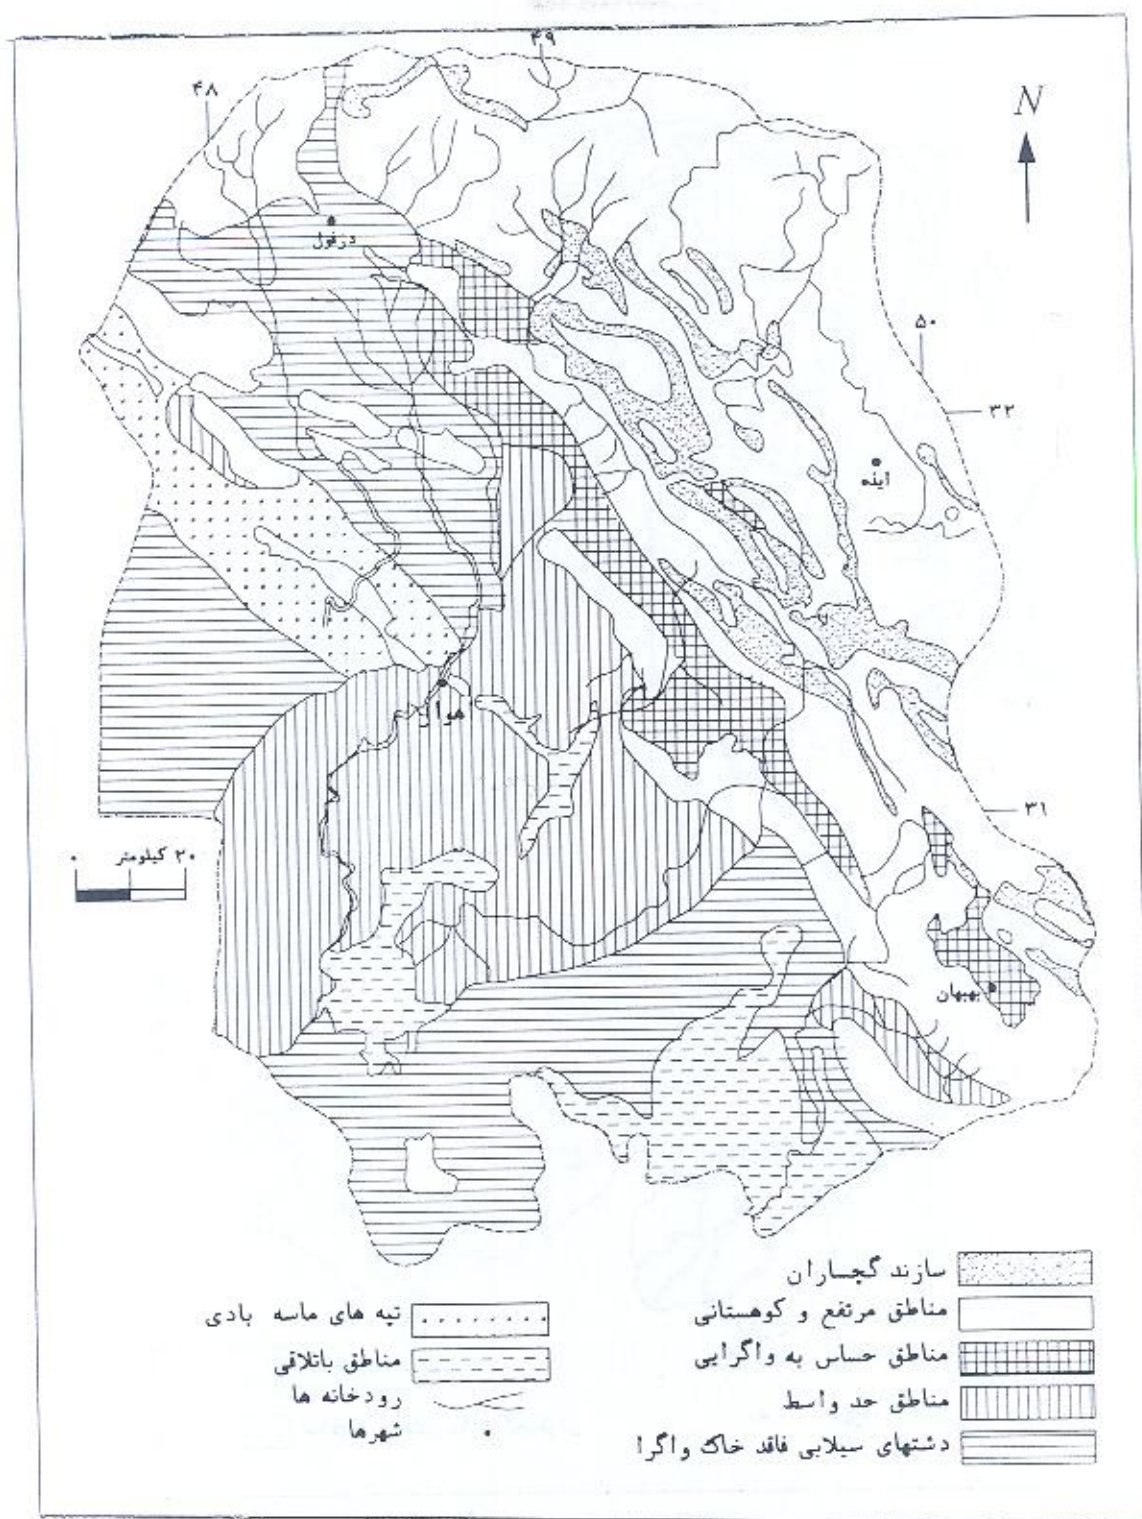 ۴۹
۴۸
N
دزفول
۵۰
۳۲
ایذه
اهواز
۳۱
۰ ۲۰ کیلومتر
بهبهان
سازند گچساران
مناطق مرتفع و کوهستانی
مناطق حساس به واگرایی
مناطق حد واسط
دشتهای سیلابی فاقد خاک واگرا
تپه های ماسه بادی
مناطق باتلاقی
رودخانه ها
شهرها